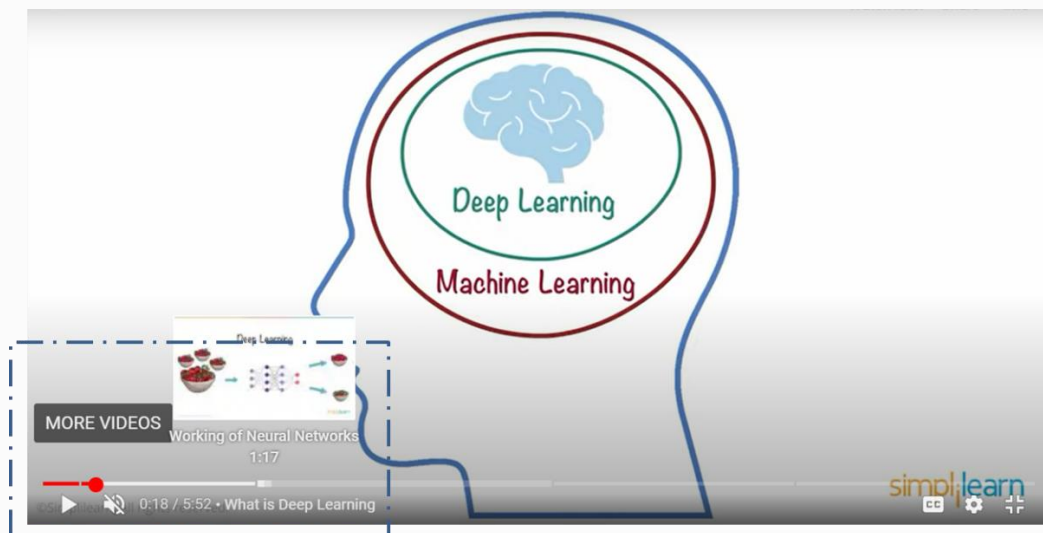 Deep Learning
Machine Learning
Deep Learning
MORE VIDEOS
Working of Neural Networks
1:17
simplilearn
0:18 / 5:52 • What is Deep Learning
CC